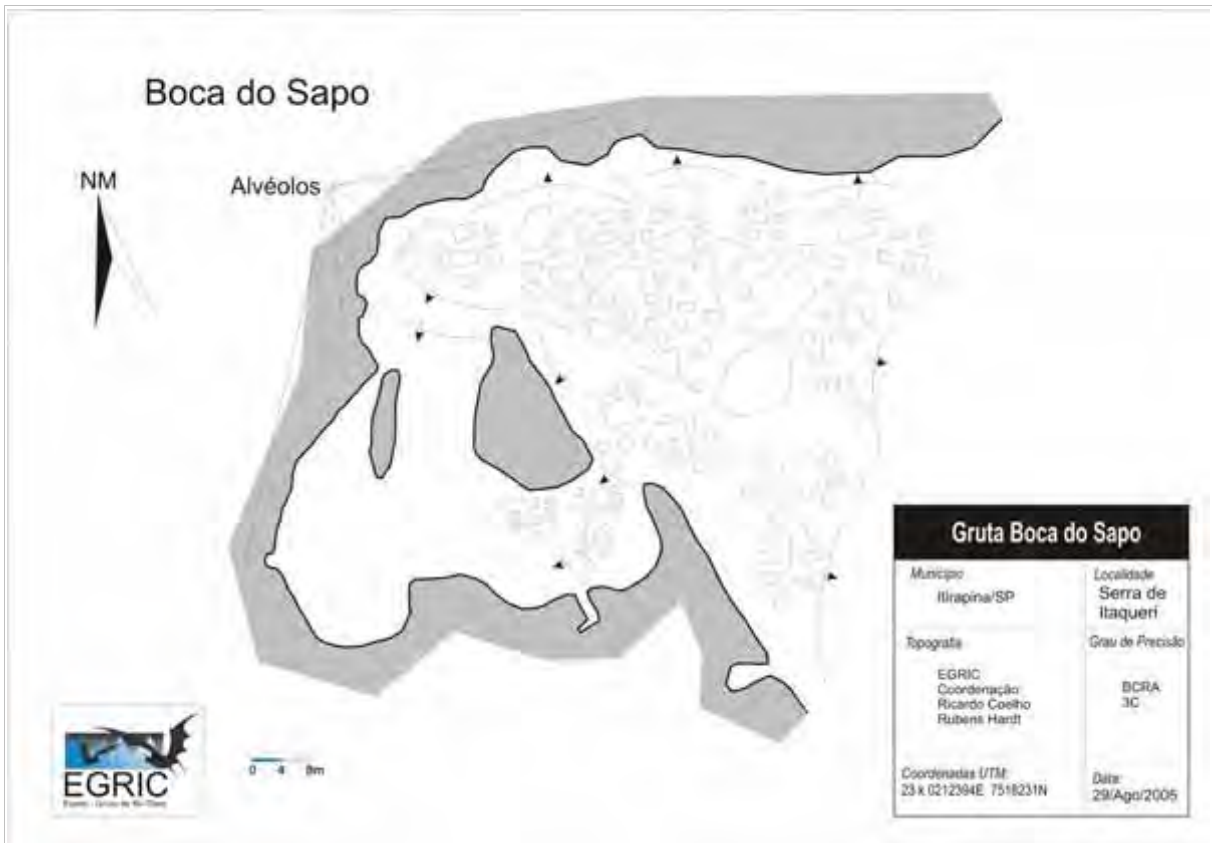 Boca do Sapo
NM
Alvéolos
Gruta Boca do Sapo
Município
Itirapina/SP
Localidade
Serra de
Itaqueri
Topografia
EGRIC
Coordenação
Ricardo Coelho
Rubens Hardt
Grau de Precisão
BCRA
3C
Coordenadas UTM:
23 k 0212394E 7518231N
Data:
29/Ago/2005
EGRIC
0 4 8m